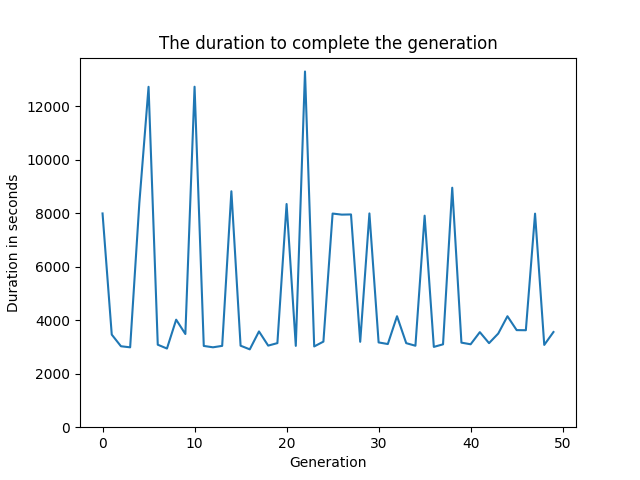 The duration to complete the generation
12000
10000
8000
6000
4000
2000
0
Duration in seconds
0 10 20 30 40 50
Generation